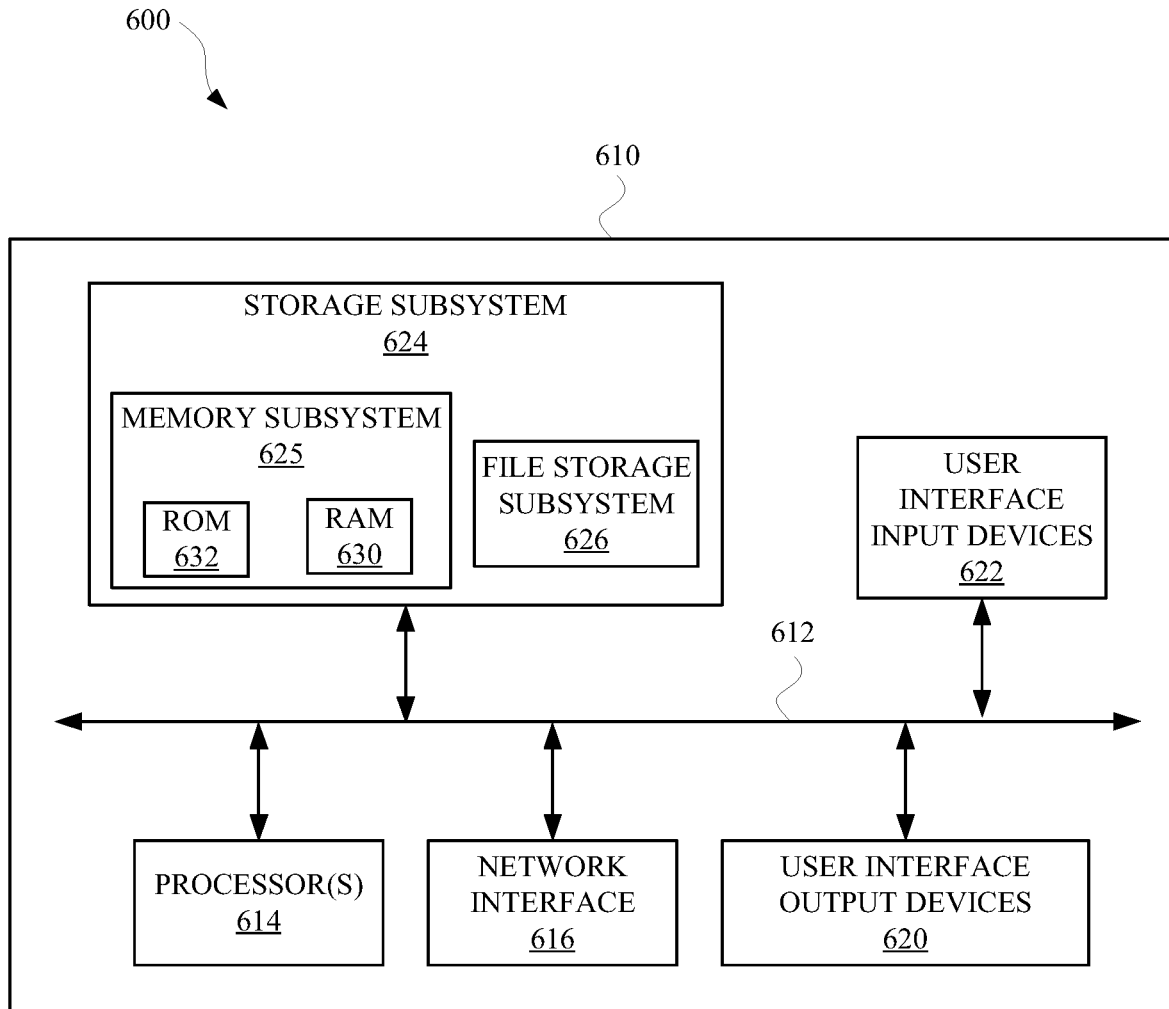 600
610
STORAGE SUBSYSTEM
624
MEMORY SUBSYSTEM
625
ROM
632
RAM
630
FILE STORAGE
SUBSYSTEM
626
USER
INTERFACE
INPUT DEVICES
622
612
PROCESSOR(S)
614
NETWORK
INTERFACE
616
USER INTERFACE
OUTPUT DEVICES
620